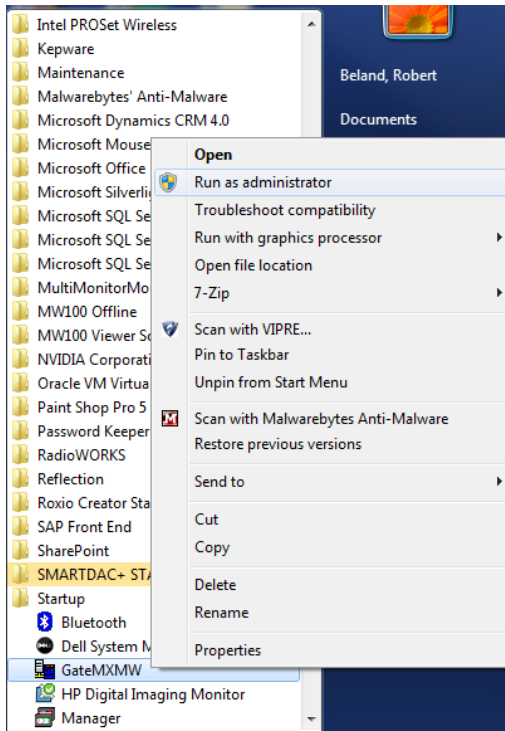 Intel PROSet Wireless
Kepware
Maintenance
Malwarebytes' Anti-Malware
Microsoft Dynamics CRM 4.0
Microsoft Mouse
Microsoft Office
Microsoft Silverli
Microsoft SQL Se
Microsoft SQL Se
Microsoft SQL Se
MultiMonitorMo
MW100 Offline
MW100 Viewer So
NVIDIA Corporati
Oracle VM Virtua
Paint Shop Pro 5
Password Keeper
RadioWORKS
Reflection
Roxio Creator Sta
SAP Front End
SharePoint
SMARTDAC+ STA
Startup
Bluetooth
Dell System M
GateMXMW
HP Digital Imaging Monitor
Manager
Beland, Robert
Documents
Open
Run as administrator
Troubleshoot compatibility
Run with graphics processor
Open file location
7-Zip
Scan with VIPRE...
Pin to Taskbar
Unpin from Start Menu
Scan with Malwarebytes Anti-Malware
Restore previous versions
Send to
Cut
Copy
Delete
Rename
Properties